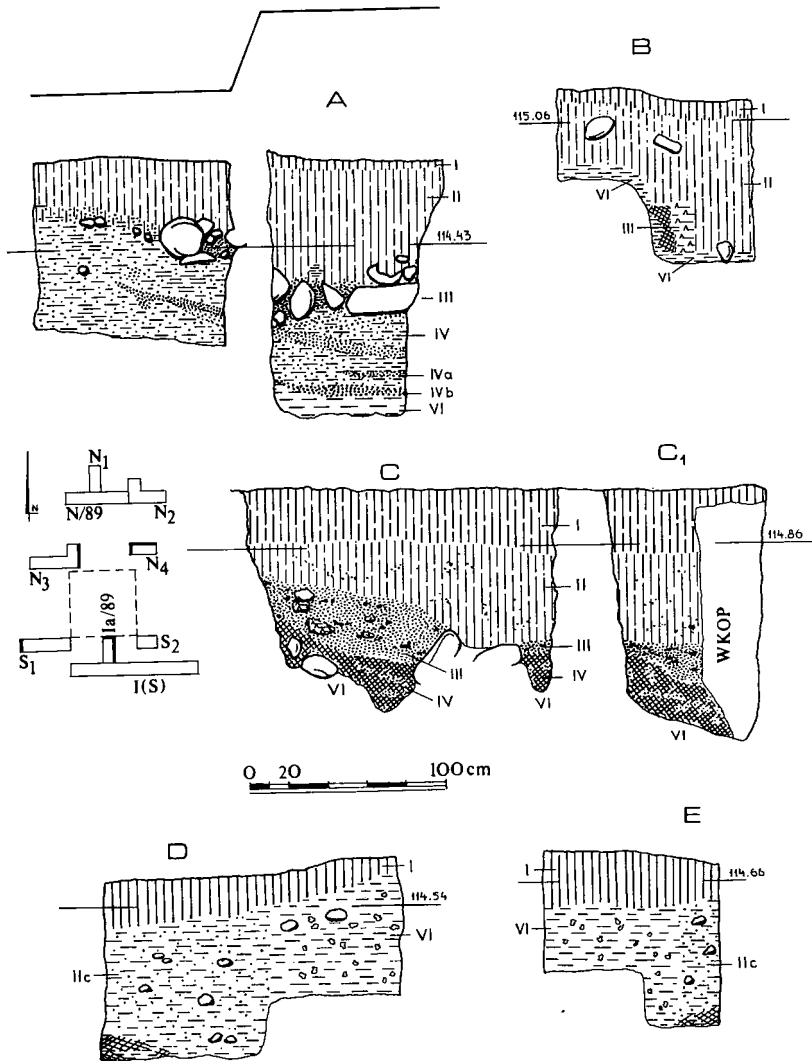 A
B
I
115.06
II
VI
III
VI
I
II
114.43
III
IV
IVa
IVb
VI
N
N1
N/89
N2
N3
N4
Ia/89
S1
S2
I(S)
C
C1
I
114.86
II
III
III
IV
IV
VI
VI
WKOP
VI
0 20 100 cm
D
E
I
I
114.54
114.66
VI
VI
IIc
IIc